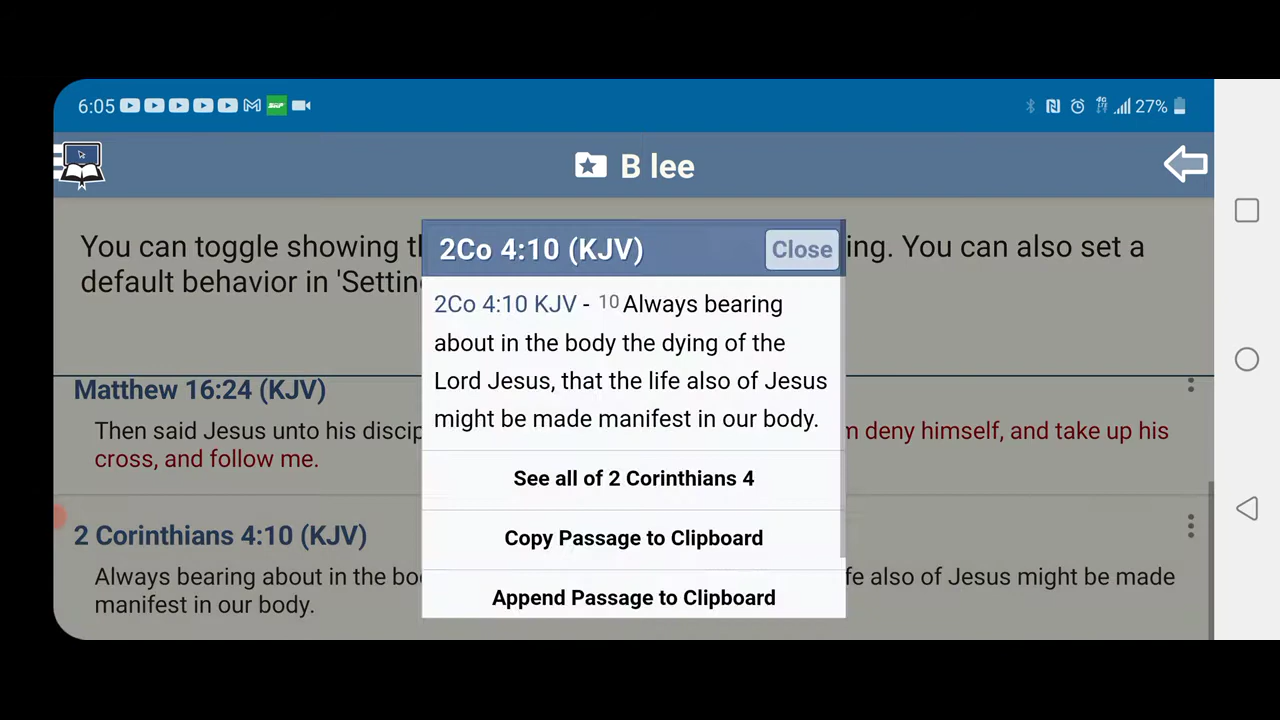 6:05
27%
B lee
You can toggle showing t
ing. You can also set a
default behavior in 'Settin
2Co 4:10 (KJV)
Close
2Co 4:10 KJV - 10 Always bearing
about in the body the dying of the
Lord Jesus, that the life also of Jesus
might be made manifest in our body.
See all of 2 Corinthians 4
Copy Passage to Clipboard
Append Passage to Clipboard
Matthew 16:24 (KJV)
Then said Jesus unto his discip
m deny himself, and take up his
cross, and follow me.
2 Corinthians 4:10 (KJV)
Always bearing about in the bo
fe also of Jesus might be made
manifest in our body.